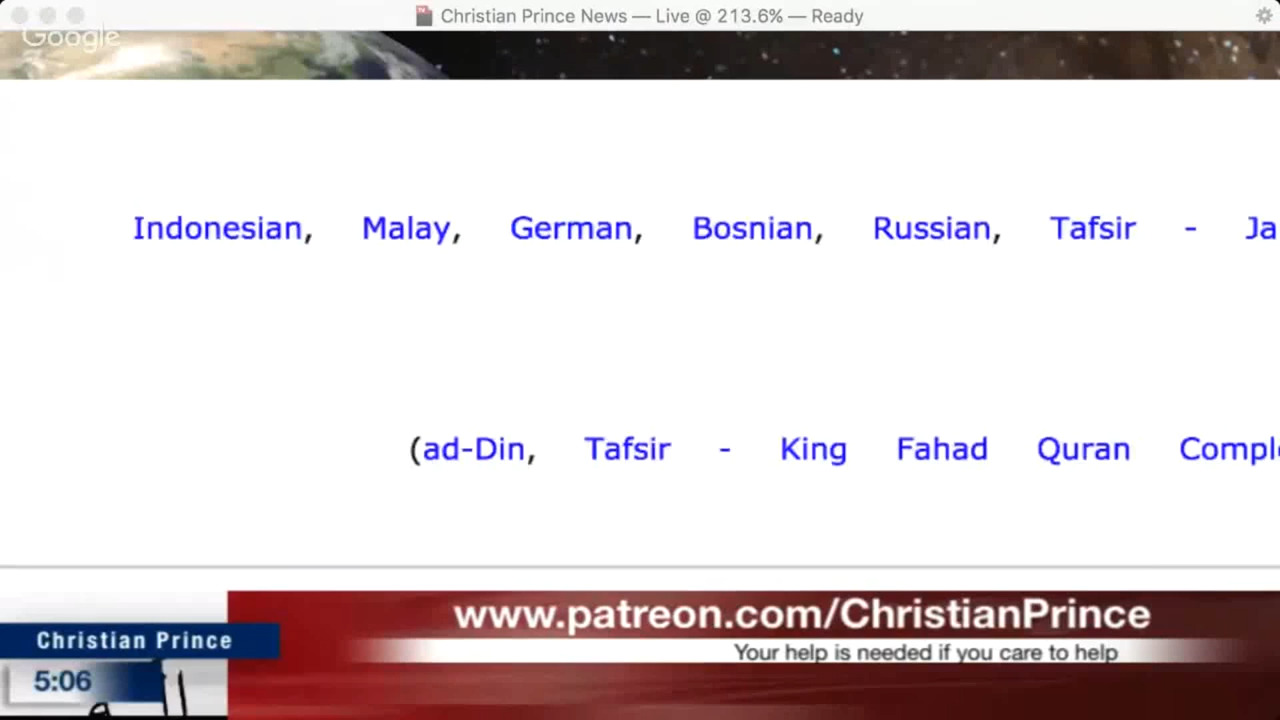 Christian Prince News — Live @ 213.6% — Ready
Google
Indonesian, Malay, German, Bosnian, Russian, Tafsir - Ja
(ad-Din, Tafsir - King Fahad Quran Comple
www.patreon.com/ChristianPrince
Christian Prince
Your help is needed if you care to help
5:06